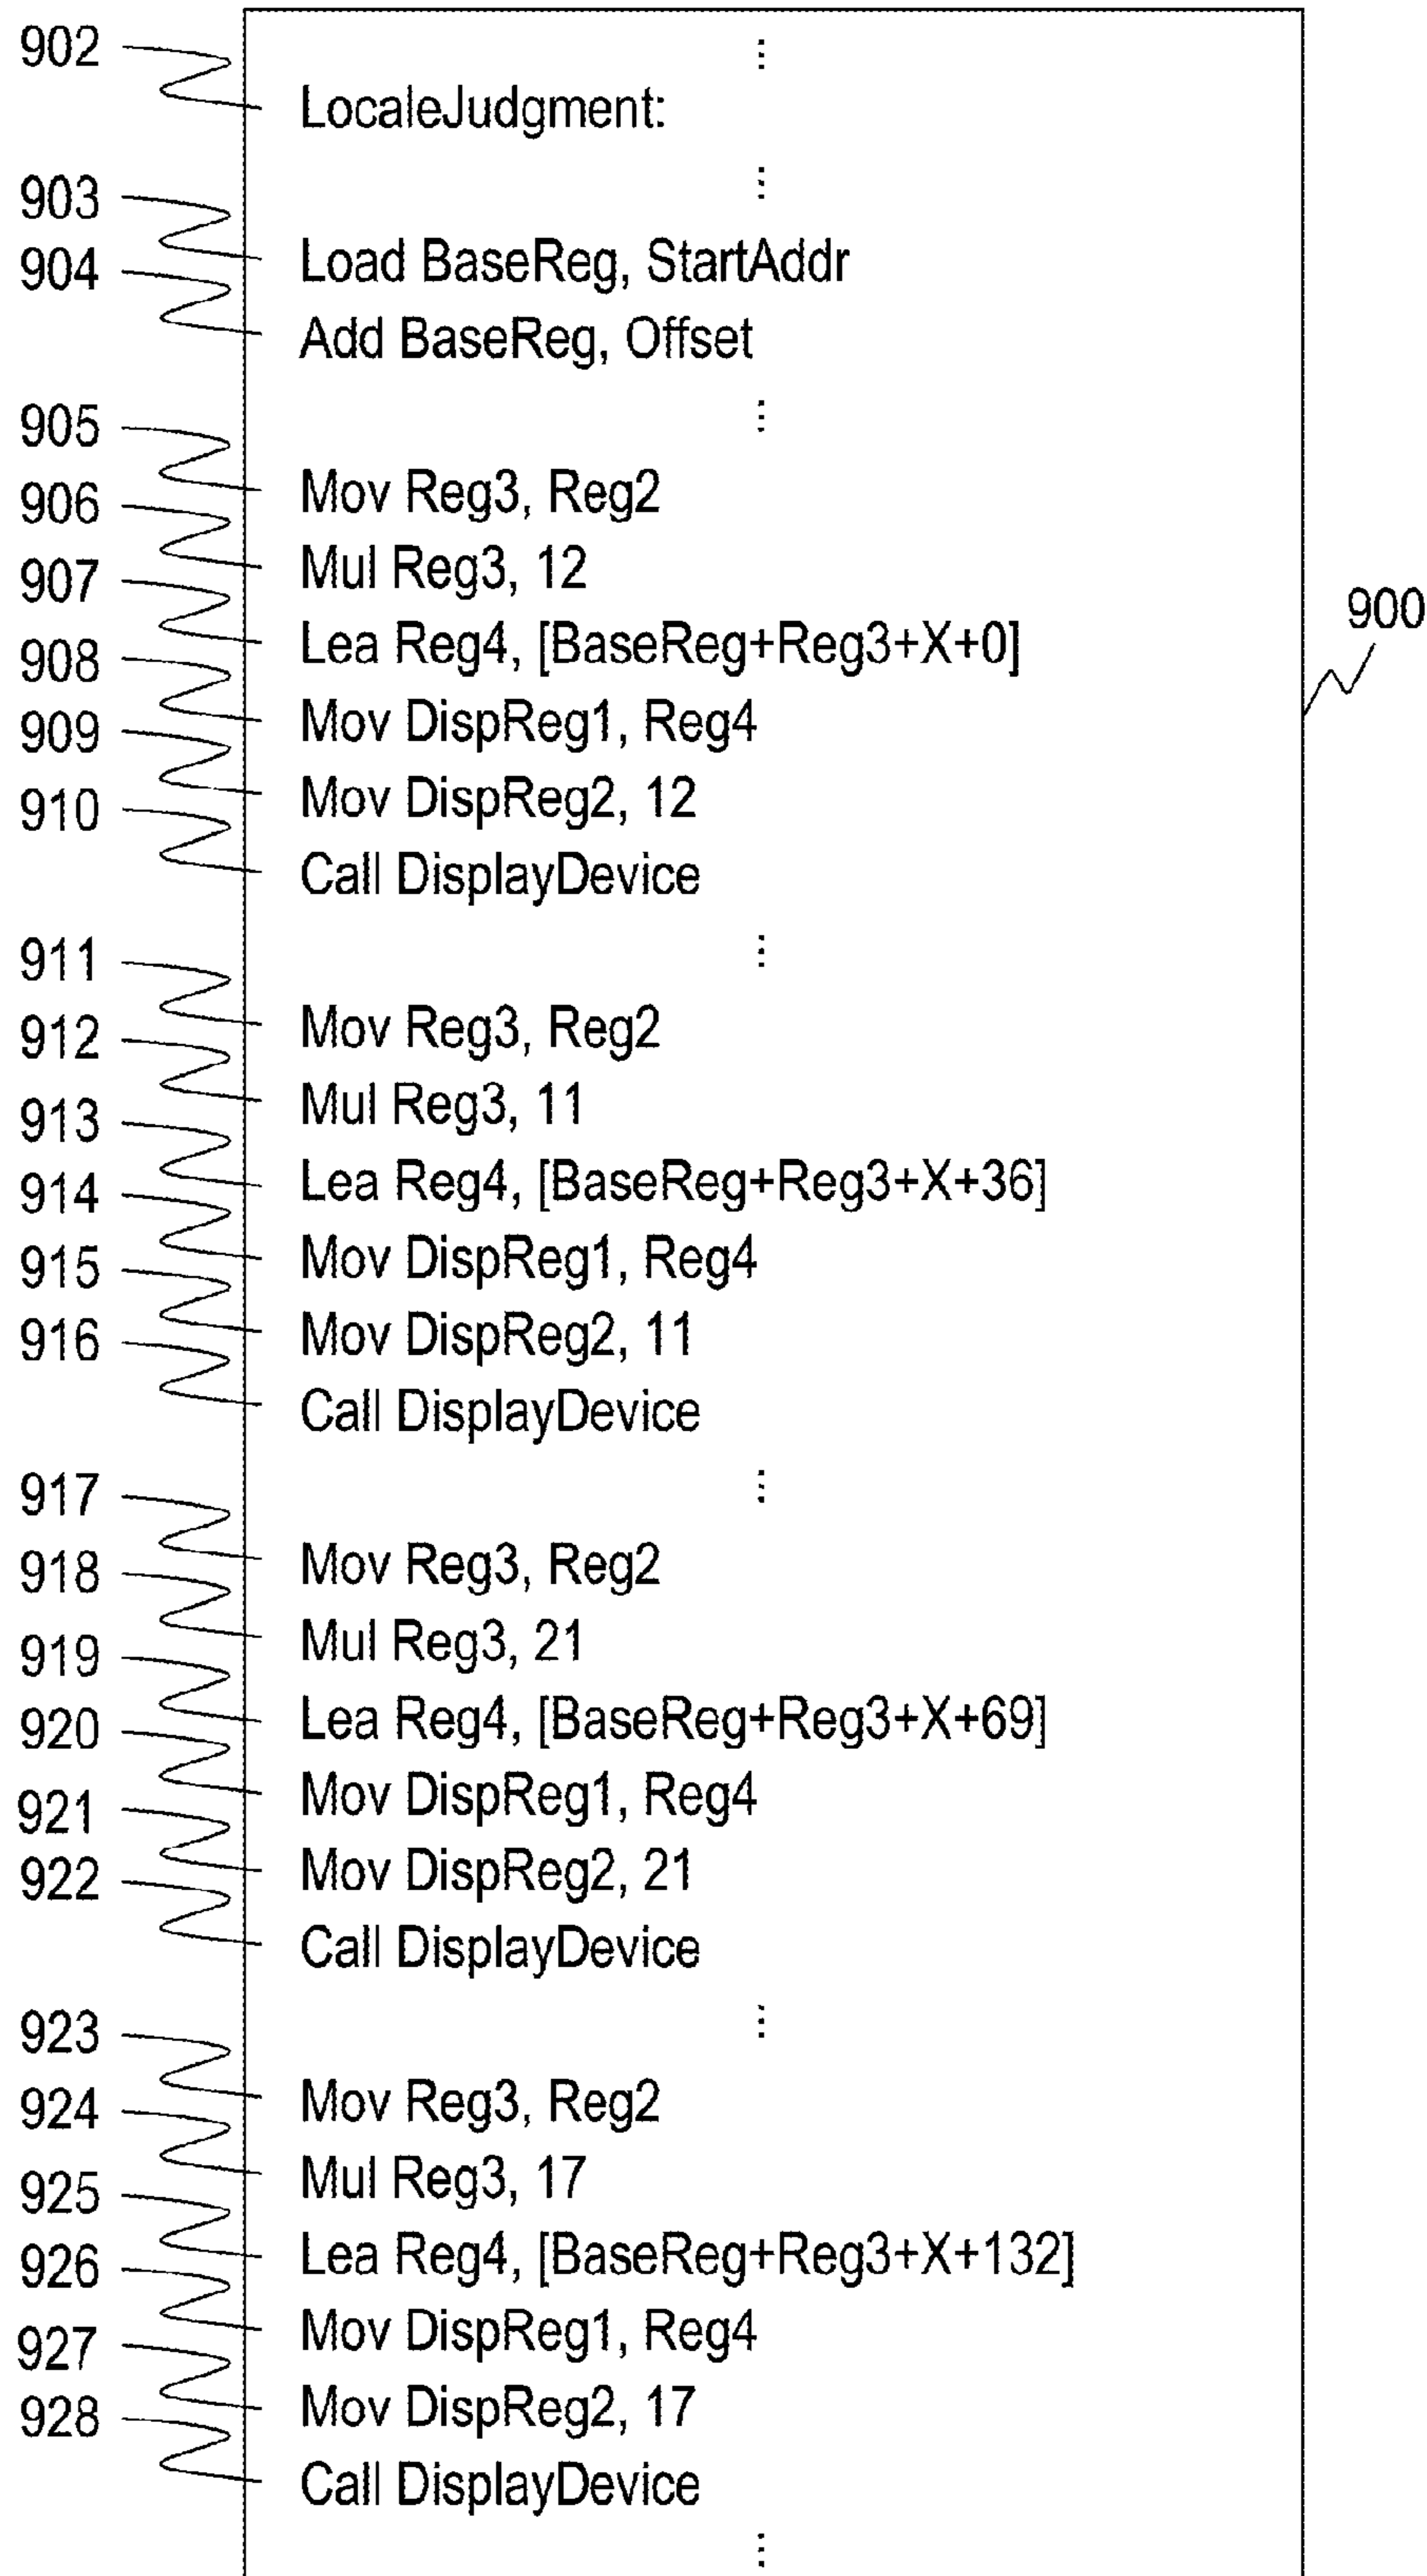 902
⋮
LocaleJudgment:
⋮
903
Load BaseReg, StartAddr
904
Add BaseReg, Offset
⋮
905
Mov Reg3, Reg2
906
Mul Reg3, 12
907
Lea Reg4, [BaseReg+Reg3+X+0]
900
908
Mov DispReg1, Reg4
909
Mov DispReg2, 12
910
Call DisplayDevice
⋮
911
Mov Reg3, Reg2
912
Mul Reg3, 11
913
Lea Reg4, [BaseReg+Reg3+X+36]
914
Mov DispReg1, Reg4
915
Mov DispReg2, 11
916
Call DisplayDevice
⋮
917
Mov Reg3, Reg2
918
Mul Reg3, 21
919
Lea Reg4, [BaseReg+Reg3+X+69]
920
Mov DispReg1, Reg4
921
Mov DispReg2, 21
922
Call DisplayDevice
⋮
923
Mov Reg3, Reg2
924
Mul Reg3, 17
925
Lea Reg4, [BaseReg+Reg3+X+132]
926
Mov DispReg1, Reg4
927
Mov DispReg2, 17
928
Call DisplayDevice
⋮